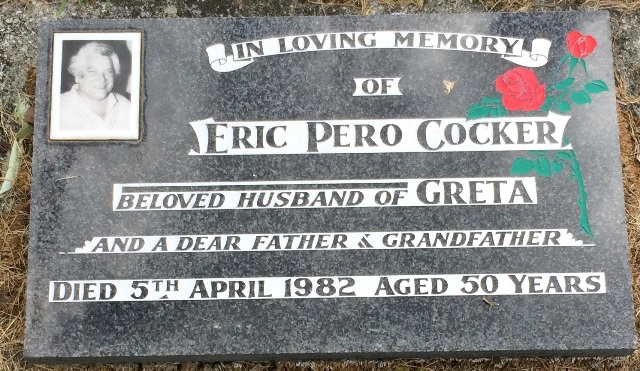 IN LOVING MEMORY
OF
ERIC PERO COCKER
BELOVED HUSBAND OF GRETA
AND A DEAR FATHER & GRANDFATHER
DIED 5TH APRIL 1982 AGED 50 YEARS